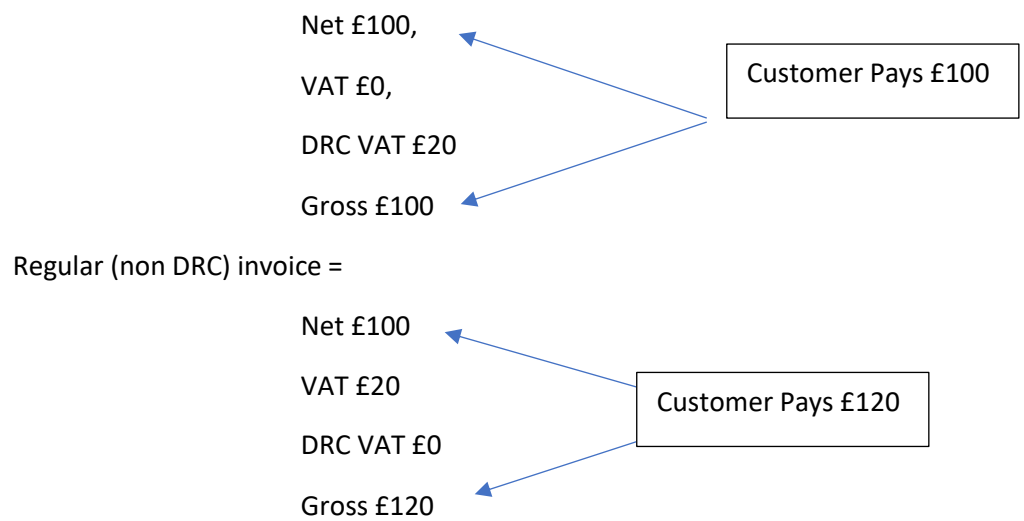 Net £100,
Customer Pays £100
VAT £0,
DRC VAT £20
Gross £100
Regular (non DRC) invoice =
Net £100
VAT £20
Customer Pays £120
DRC VAT £0
Gross £120